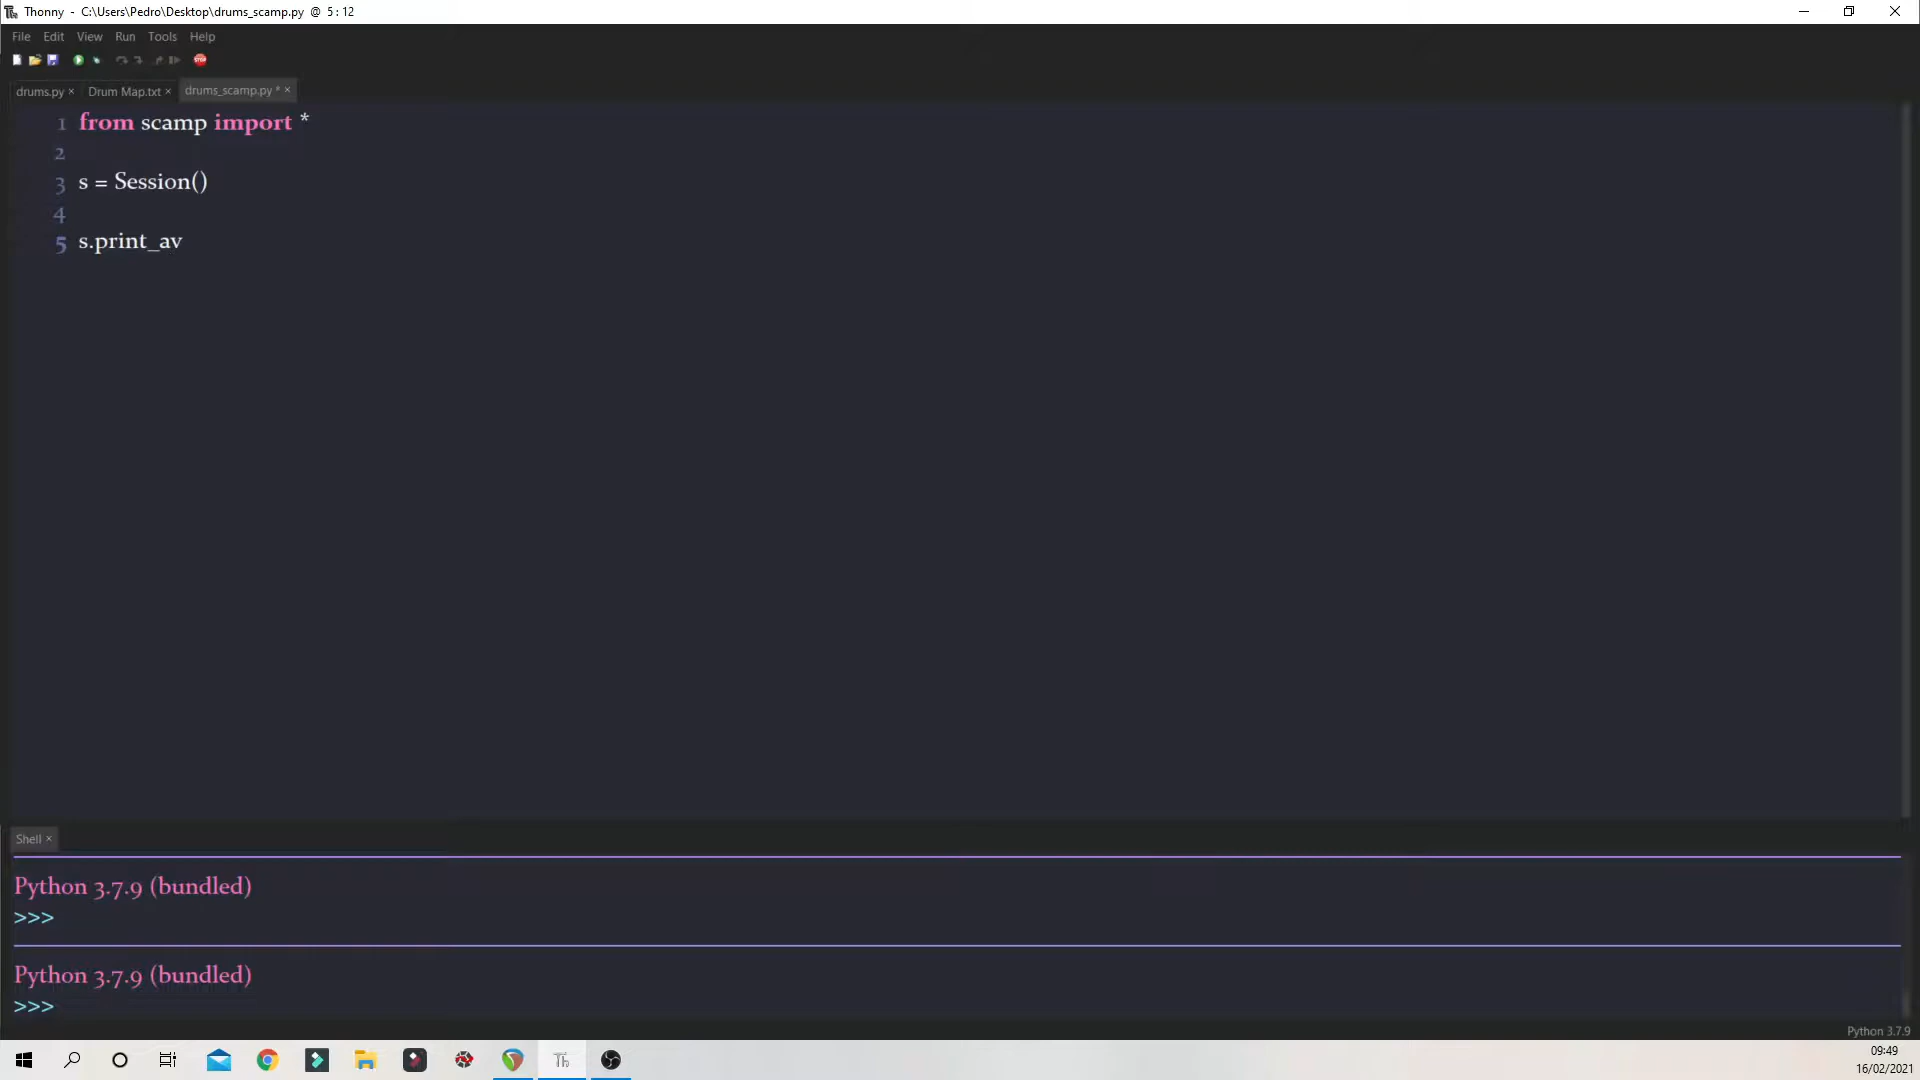 Thonny - C:\Users\Pedro\Desktop\drums_scamp.py @ 5 : 12
File Edit View Run Tools Help
drums.py × Drum Map.txt × drums_scamp.py * ×
1 from scamp import *
2
3 s = Session()
4
5 s.print_av
Shell ×
Python 3.7.9 (bundled)
>>>
Python 3.7.9 (bundled)
>>>
Python 3.7.9
09:49
16/02/2021